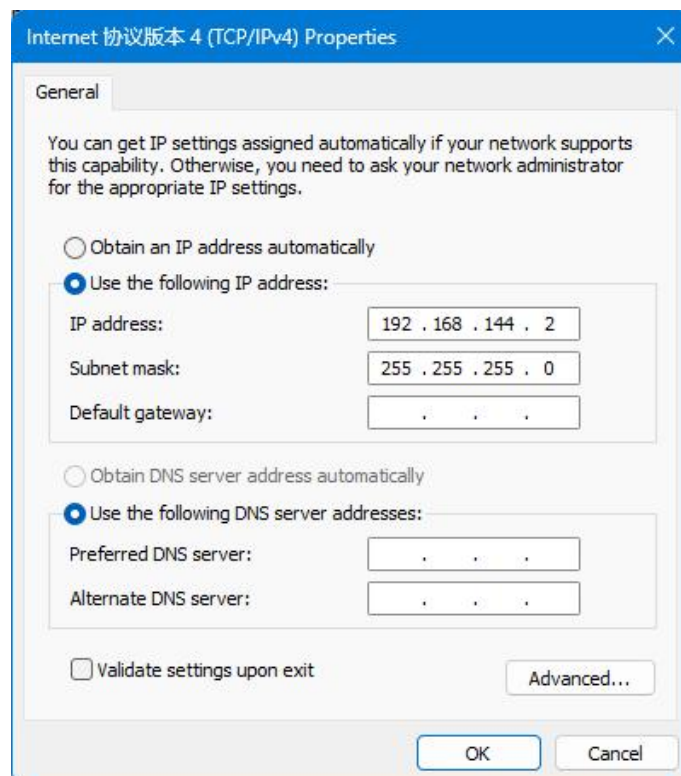 Internet 协议版本 4 (TCP/IPv4) Properties
General
You can get IP settings assigned automatically if your network supports
this capability. Otherwise, you need to ask your network administrator
for the appropriate IP settings.
Obtain an IP address automatically
Use the following IP address:
IP address: 192 . 168 . 144 . 2
Subnet mask: 255 . 255 . 255 . 0
Default gateway: . . .
Obtain DNS server address automatically
Use the following DNS server addresses:
Preferred DNS server: . . .
Alternate DNS server: . . .
Validate settings upon exit
Advanced...
OK Cancel